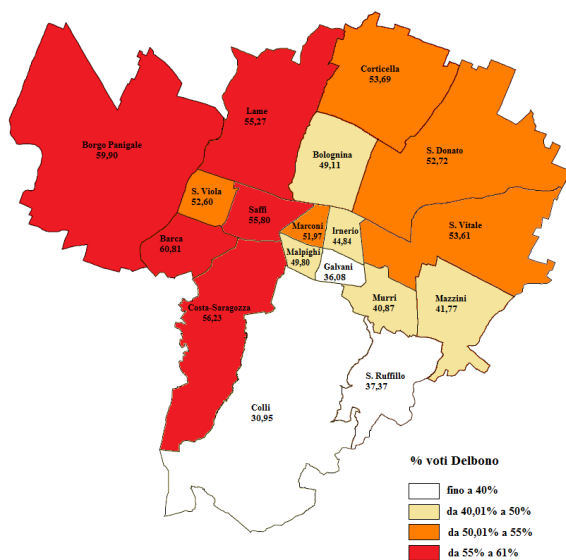 Corticella
53,69
Lame
55,27
Borgo Panigale
59,90
Bolognina
49,11
S. Donato
52,72
S. Viola
52,60
Saffi
55,80
Marconi
51,97
Irnerio
44,84
S. Vitale
53,61
Barca
60,81
Malpighi
49,80
Galvani
36,08
Costa-Saragozza
56,23
Murri
40,87
Mazzini
41,77
S. Ruffillo
37,37
Colli
30,95
% voti Delbono
fino a 40%
da 40,01% a 50%
da 50,01% a 55%
da 55% a 61%